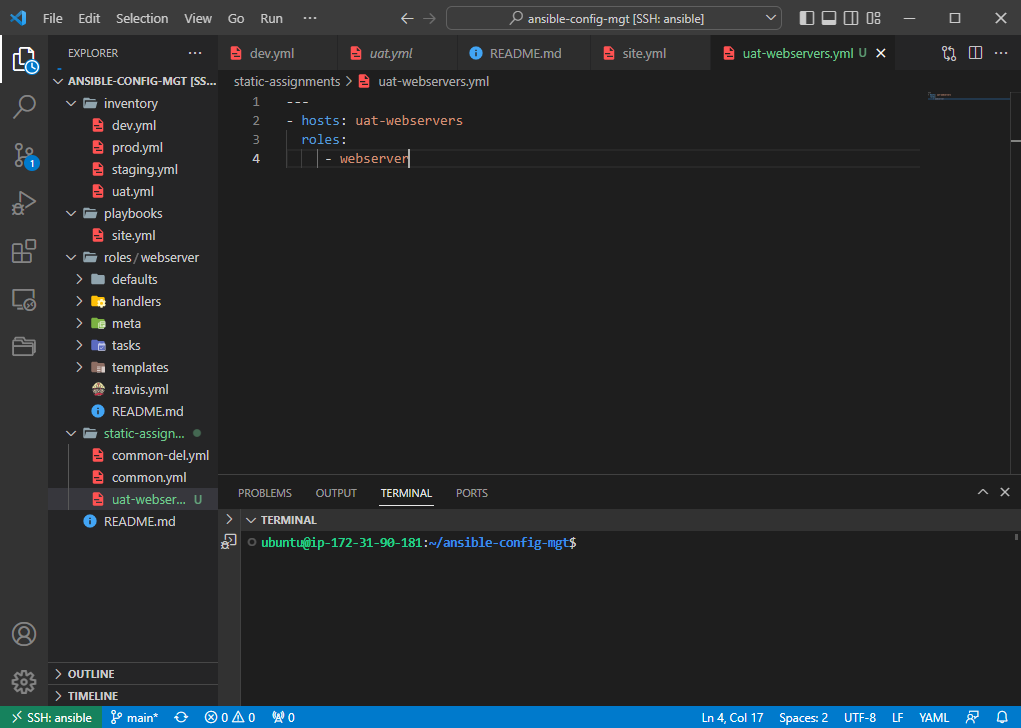 File Edit Selection View Go Run ··· ansible-config-mgt [SSH: ansible]
EXPLORER ···
ANSIBLE-CONFIG-MGT [SS...
inventory
dev.yml
prod.yml
staging.yml
uat.yml
playbooks
site.yml
roles / webserver
defaults
handlers
meta
tasks
templates
.travis.yml
README.md
static-assign...
common-del.yml
common.yml
uat-webser... U
README.md
OUTLINE
TIMELINE
1
dev.yml uat.yml README.md site.yml uat-webservers.yml U ···
static-assignments > uat-webservers.yml
1 ---
2 - hosts: uat-webservers
3 roles:
4 - webserver
PROBLEMS OUTPUT TERMINAL PORTS
TERMINAL
ubuntu@ip-172-31-90-181:~/ansible-config-mgt$
SSH: ansible main* 0 0 0 Ln 4, Col 17 Spaces: 2 UTF-8 LF YAML